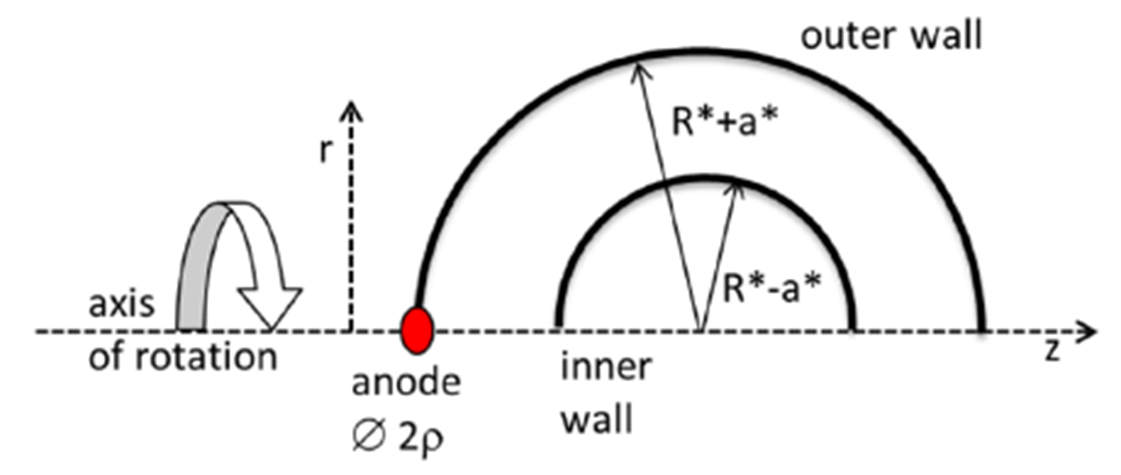 outer wall
R*+a*
r
R*-a*
axis
of rotation
z
anode
∅ 2ρ
inner
wall